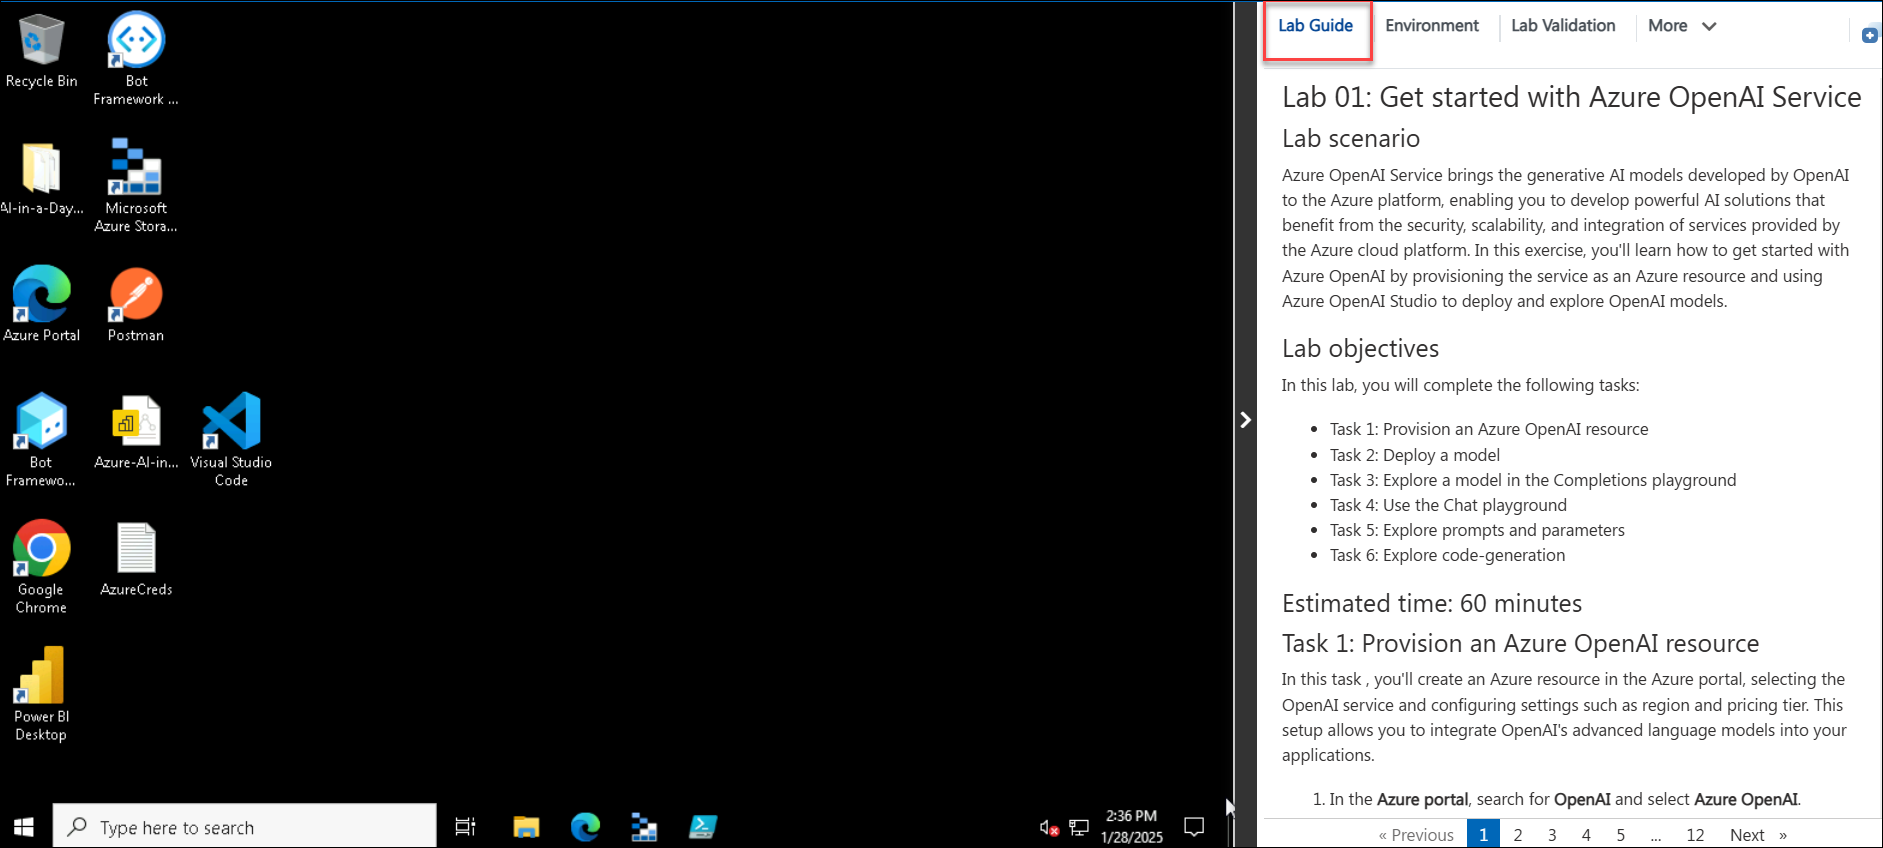 Recycle Bin
Bot
Framework ...
AI-in-a-Day...
Microsoft
Azure Stora...
Azure Portal
Postman
Bot
Framewo...
Azure-AI-in...
Visual Studio
Code
Google
Chrome
AzureCreds
Power BI
Desktop
Type here to search
2:36 PM
1/28/2025
Lab Guide
Environment
Lab Validation
More
Lab 01: Get started with Azure OpenAI Service
Lab scenario
Azure OpenAI Service brings the generative AI models developed by OpenAI
to the Azure platform, enabling you to develop powerful AI solutions that
benefit from the security, scalability, and integration of services provided by
the Azure cloud platform. In this exercise, you'll learn how to get started with
Azure OpenAI by provisioning the service as an Azure resource and using
Azure OpenAI Studio to deploy and explore OpenAI models.
Lab objectives
In this lab, you will complete the following tasks:
• Task 1: Provision an Azure OpenAI resource
• Task 2: Deploy a model
• Task 3: Explore a model in the Completions playground
• Task 4: Use the Chat playground
• Task 5: Explore prompts and parameters
• Task 6: Explore code-generation
Estimated time: 60 minutes
Task 1: Provision an Azure OpenAI resource
In this task , you'll create an Azure resource in the Azure portal, selecting the
OpenAI service and configuring settings such as region and pricing tier. This
setup allows you to integrate OpenAI's advanced language models into your
applications.
1. In the Azure portal, search for OpenAI and select Azure OpenAI.
« Previous 1 2 3 4 5 ... 12 Next »